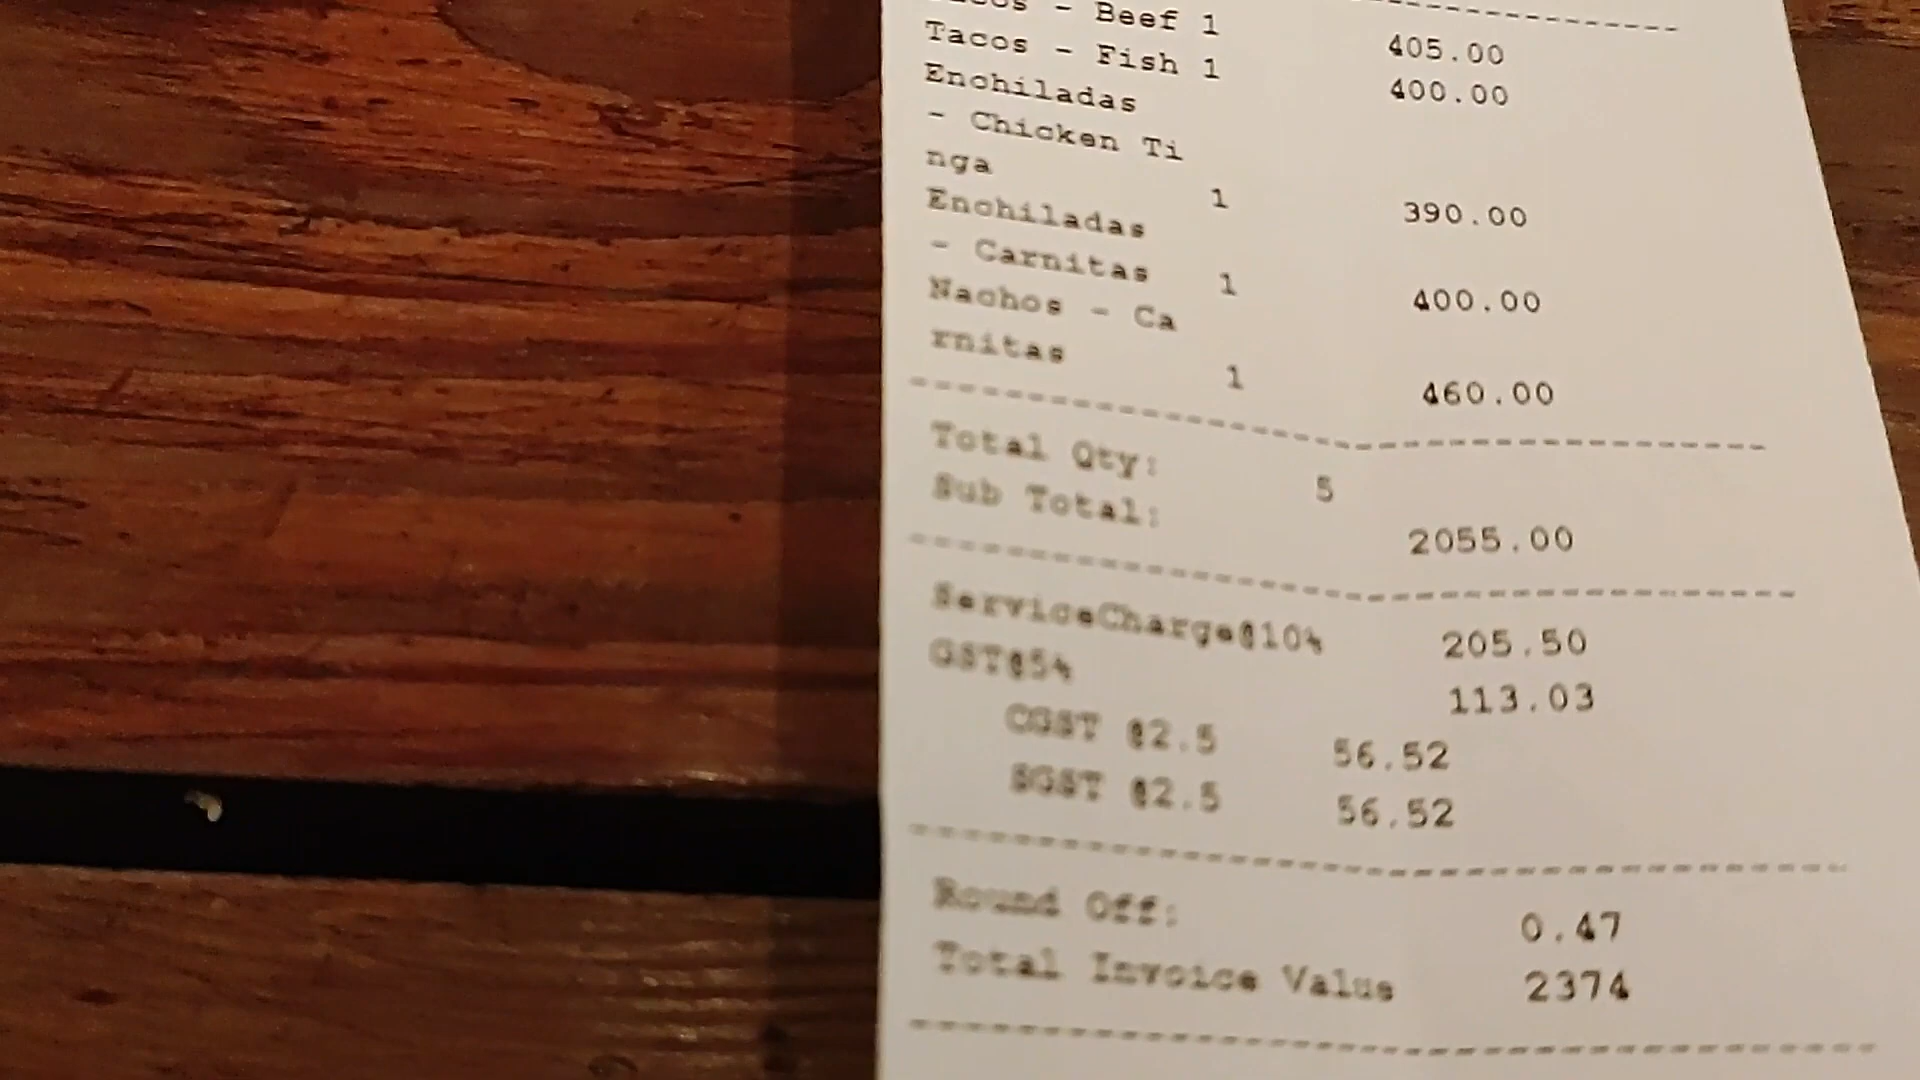 - Beef 1 405.00
Tacos - Fish 1 400.00
Enchiladas
- Chicken Ti
nga
1 390.00
Enchiladas
- Carnitas 1 400.00
Nachos - Ca
rnitas
1 460.00
Total Qty: 5
Sub Total: 2055.00
ServiceCharge@10% 205.50
GST@5% 113.03
CGST @2.5 56.52
SGST @2.5 56.52
Round Off: 0.47
Total Invoice Value 2374